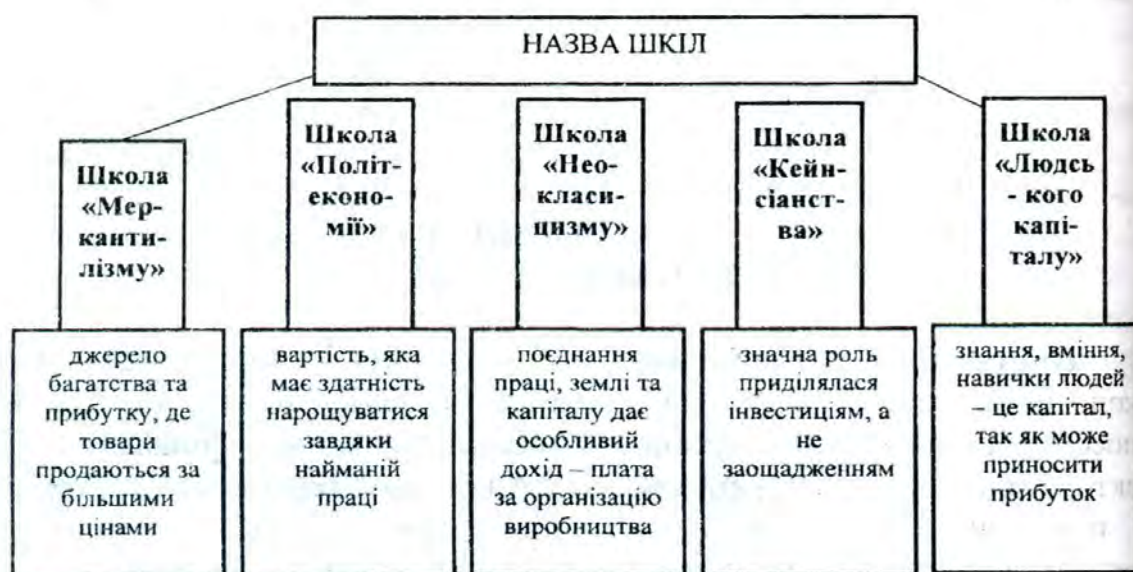 НАЗВА ШКІЛ
Школа
«Мер-
канти-
лізму»
Школа
«Політ-
еконо-
мії»
Школа
«Нео-
класи-
цизму»
Школа
«Кейн-
сіанст-
ва»
Школа
«Людсь
- кого
капі-
талу»
джерело
багатства та
прибутку, де
товари
продаються за
більшими
цінами
вартість, яка
має здатність
нарощуватися
завдяки
найманій
праці
поєднання
праці, землі та
капіталу дає
особливий
дохід – плата
за організацію
виробництва
значна роль
приділялася
інвестиціям, а
не
заощадженням
знання, вміння,
навички людей
– це капітал,
так як може
приносити
прибуток